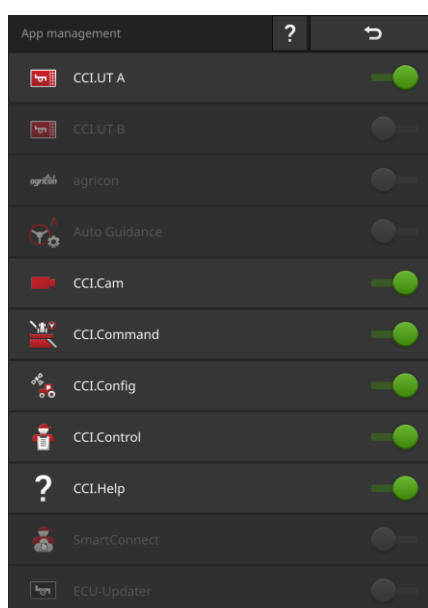 App management ?
CCI.UT A
CCI.UT B
agricon agricon
Auto Guidance
CCI.Cam
CCI.Command
CCI.Config
CCI.Control
? CCI.Help
SmartConnect
ECU-Updater